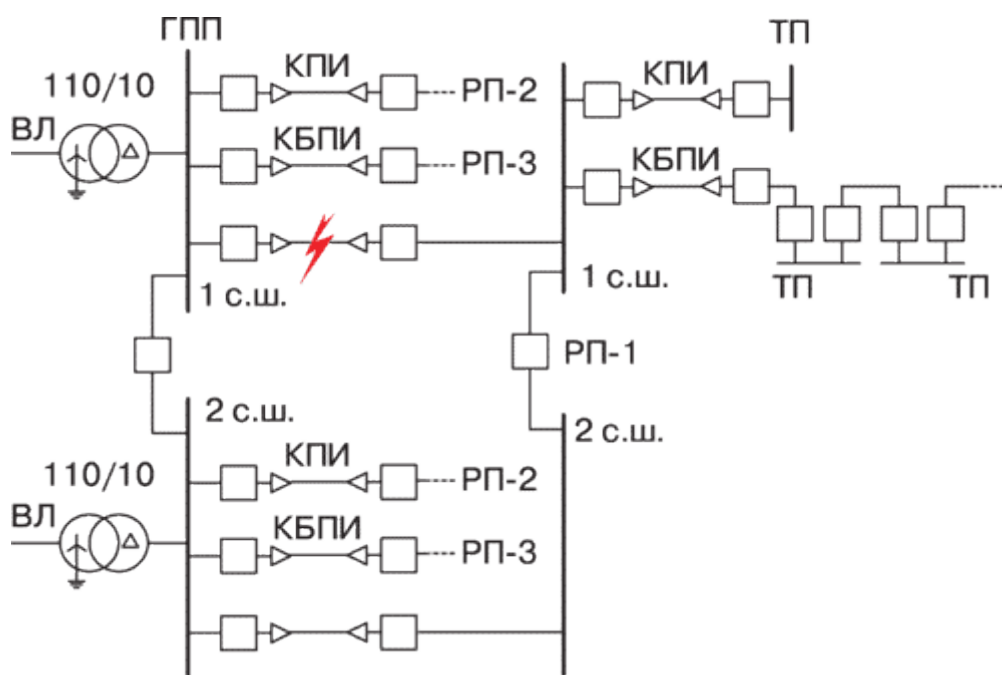 ГПП
ТП
110/10
КПИ
РП-2
КПИ
ВЛ
КБПИ
РП-3
КБПИ
1 с.ш.
1 с.ш.
ТП
ТП
РП-1
2 с.ш.
2 с.ш.
110/10
КПИ
РП-2
ВЛ
КБПИ
РП-3